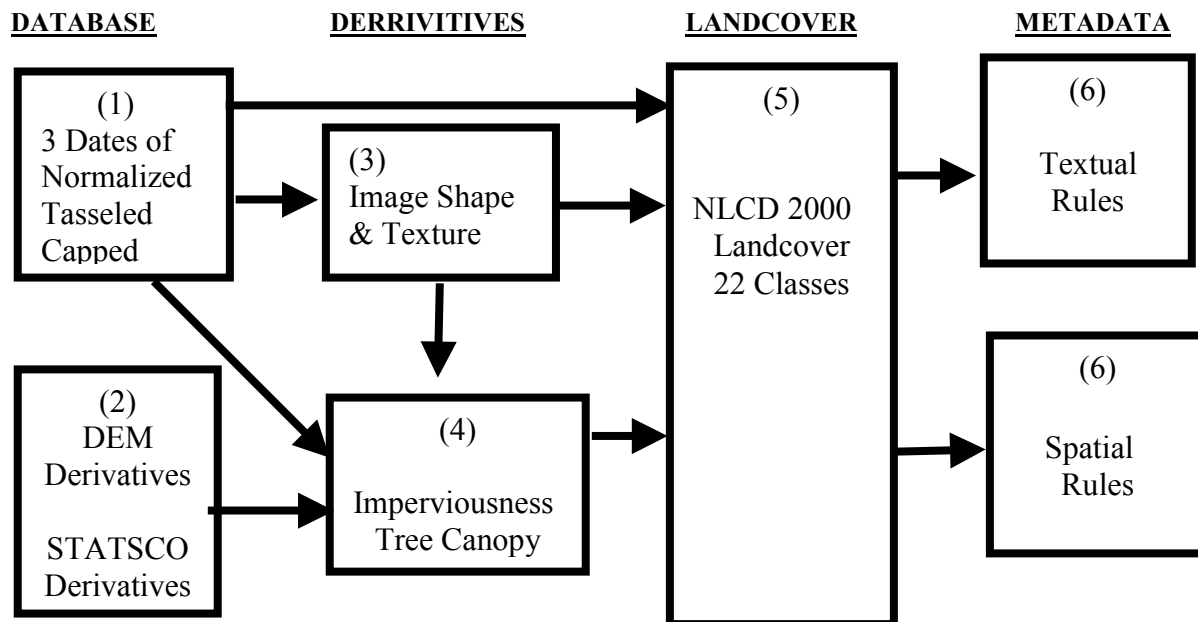 DATABASE
DERRIVITIVES
LANDCOVER
METADATA
(1)
3 Dates of
Normalized
Tasseled
Capped
(2)
DEM
Derivatives
STATSCO
Derivatives
(3)
Image Shape
& Texture
(4)
Imperviousness
Tree Canopy
(5)
NLCD 2000
Landcover
22 Classes
(6)
Textual
Rules
(6)
Spatial
Rules